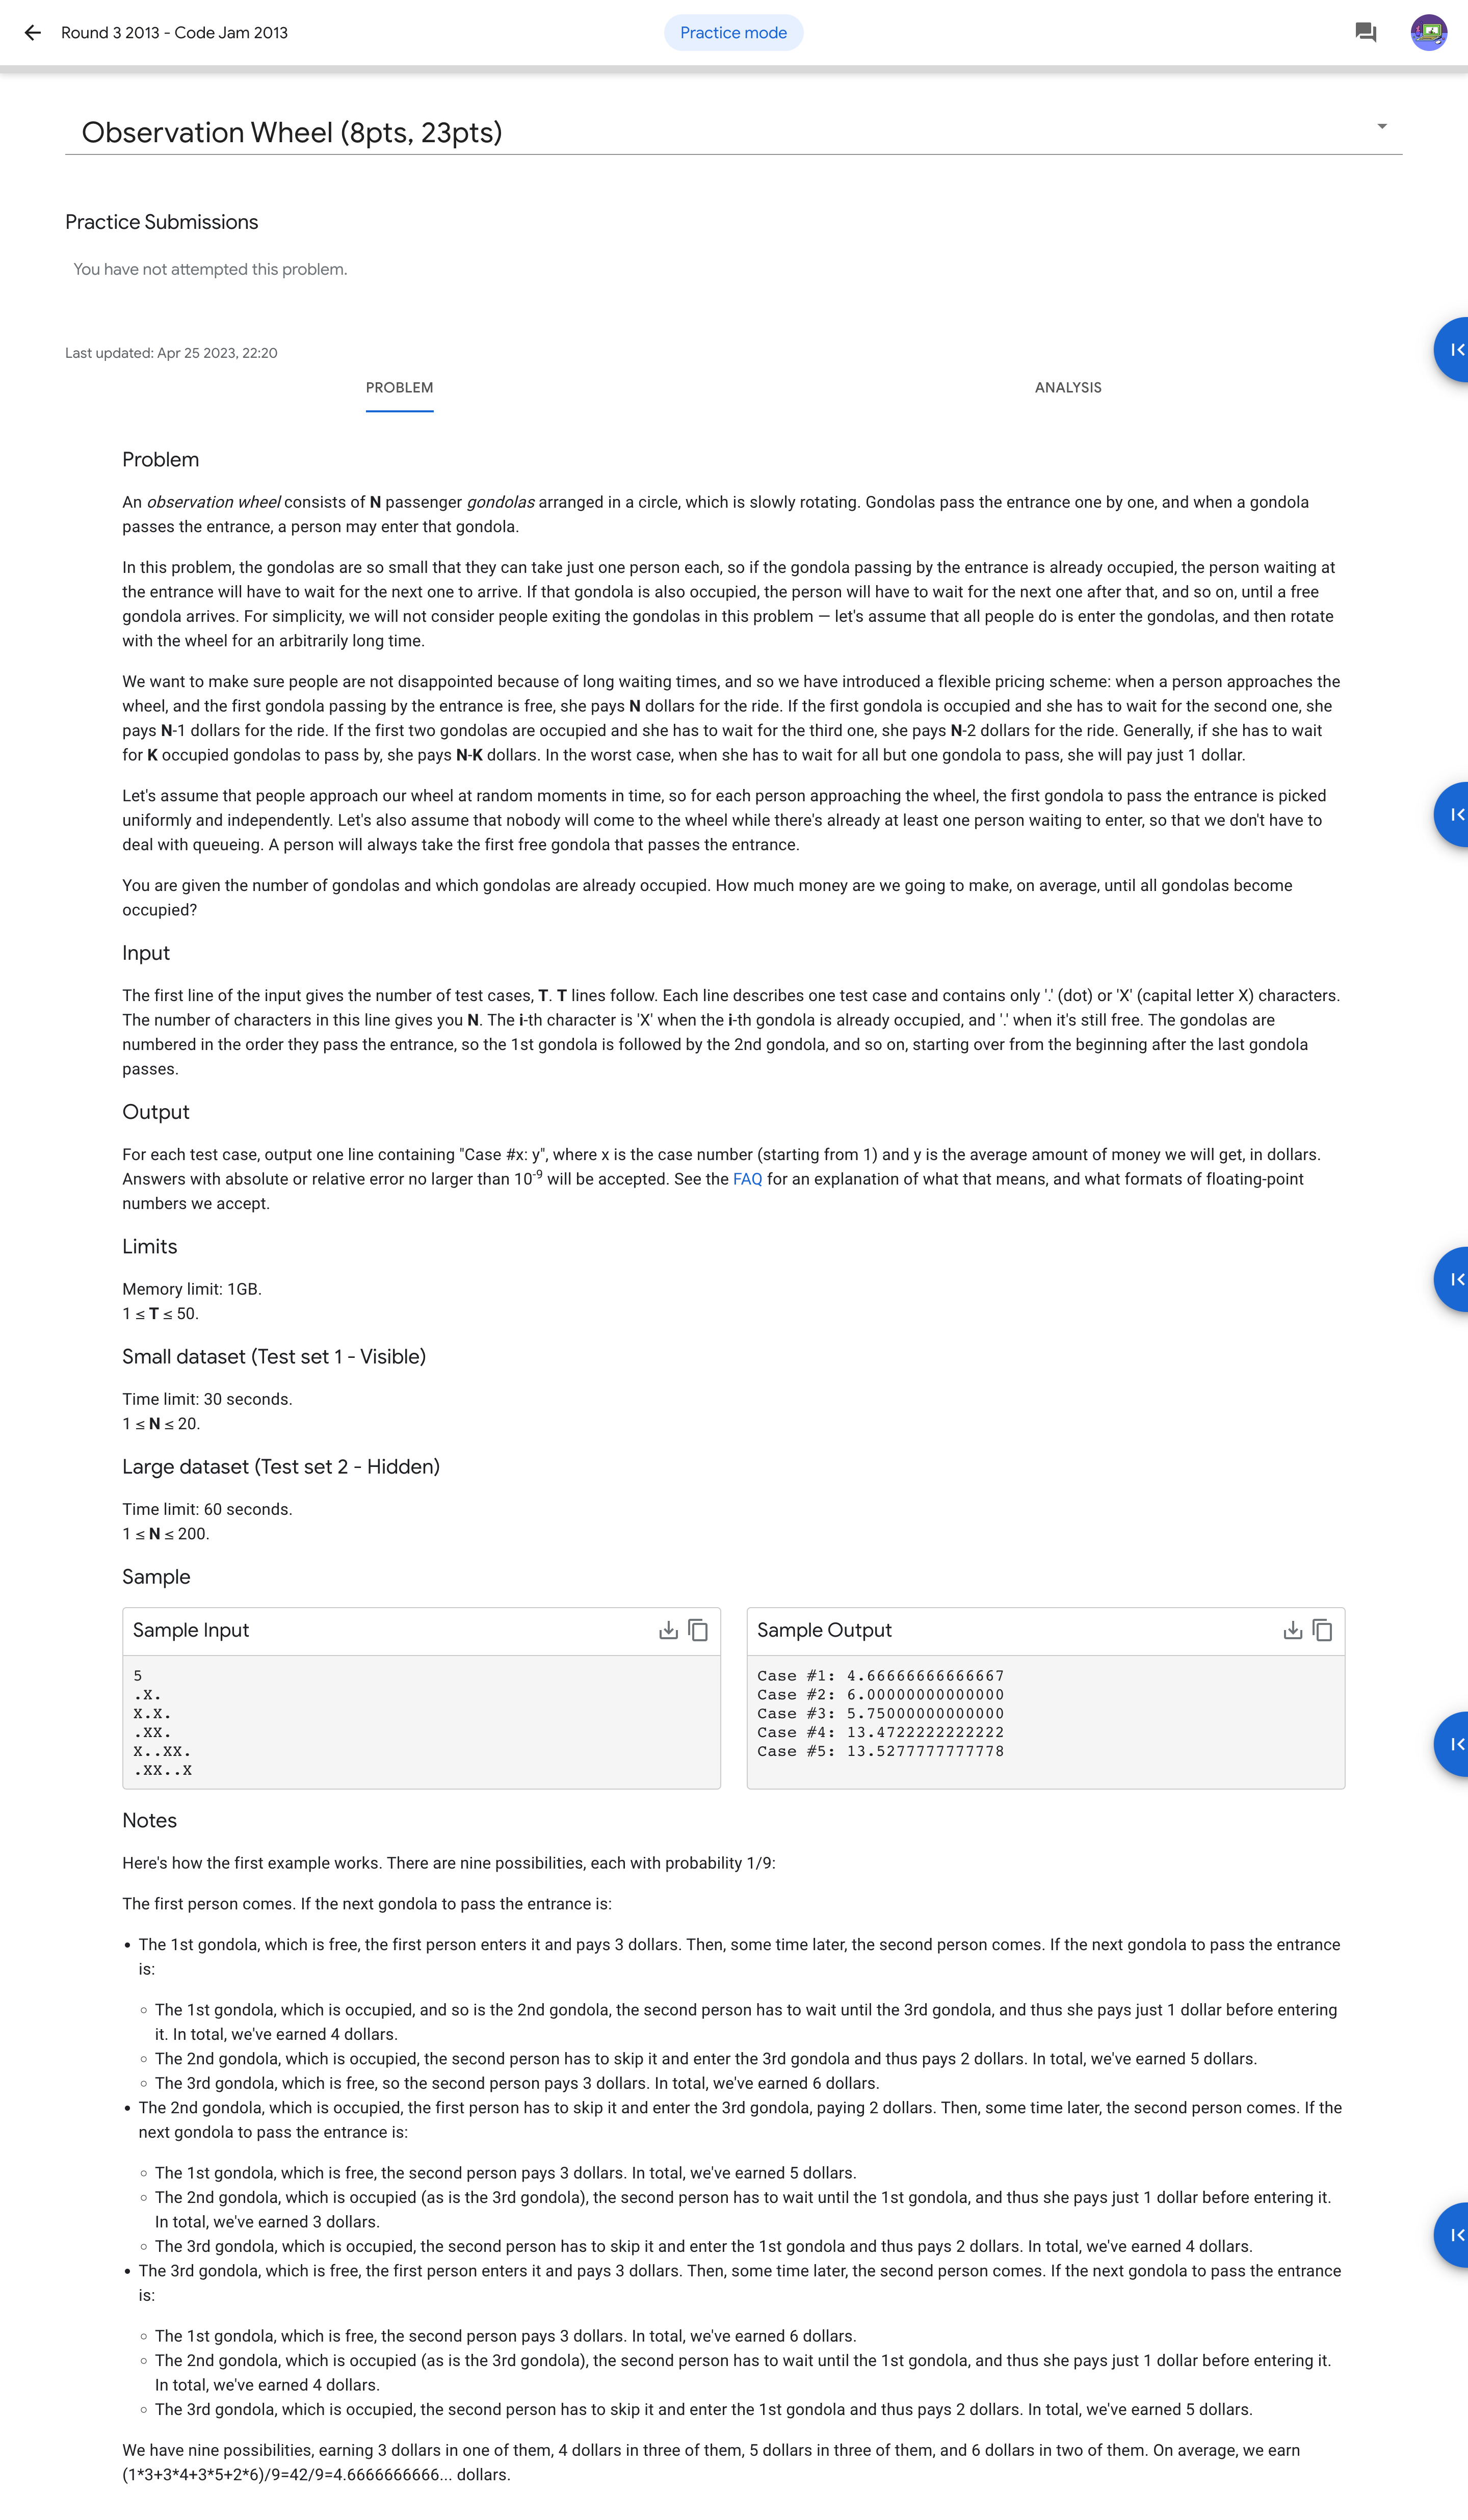 Round 3 2013 - Code Jam 2013
Practice mode
Observation Wheel (8pts, 23pts)
Practice Submissions
You have not attempted this problem.
Last updated: Apr 25 2023, 22:20
PROBLEM
ANALYSIS
Problem
An observation wheel consists of N passenger gondolas arranged in a circle, which is slowly rotating. Gondolas pass the entrance one by one, and when a gondola
passes the entrance, a person may enter that gondola.
In this problem, the gondolas are so small that they can take just one person each, so if the gondola passing by the entrance is already occupied, the person waiting at
the entrance will have to wait for the next one to arrive. If that gondola is also occupied, the person will have to wait for the next one after that, and so on, until a free
gondola arrives. For simplicity, we will not consider people exiting the gondolas in this problem — let's assume that all people do is enter the gondolas, and then rotate
with the wheel for an arbitrarily long time.
We want to make sure people are not disappointed because of long waiting times, and so we have introduced a flexible pricing scheme: when a person approaches the
wheel, and the first gondola passing by the entrance is free, she pays N dollars for the ride. If the first gondola is occupied and she has to wait for the second one, she
pays N-1 dollars for the ride. If the first two gondolas are occupied and she has to wait for the third one, she pays N-2 dollars for the ride. Generally, if she has to wait
for K occupied gondolas to pass by, she pays N-K dollars. In the worst case, when she has to wait for all but one gondola to pass, she will pay just 1 dollar.
Let's assume that people approach our wheel at random moments in time, so for each person approaching the wheel, the first gondola to pass the entrance is picked
uniformly and independently. Let's also assume that nobody will come to the wheel while there's already at least one person waiting to enter, so that we don't have to
deal with queueing. A person will always take the first free gondola that passes the entrance.
You are given the number of gondolas and which gondolas are already occupied. How much money are we going to make, on average, until all gondolas become
occupied?
Input
The first line of the input gives the number of test cases, T. T lines follow. Each line describes one test case and contains only '.' (dot) or 'X' (capital letter X) characters.
The number of characters in this line gives you N. The i-th character is 'X' when the i-th gondola is already occupied, and '.' when it's still free. The gondolas are
numbered in the order they pass the entrance, so the 1st gondola is followed by the 2nd gondola, and so on, starting over from the beginning after the last gondola
passes.
Output
For each test case, output one line containing "Case #x: y", where x is the case number (starting from 1) and y is the average amount of money we will get, in dollars.
Answers with absolute or relative error no larger than 10-9 will be accepted. See the FAQ for an explanation of what that means, and what formats of floating-point
numbers we accept.
Limits
Memory limit: 1GB.
1 ≤ T ≤ 50.
Small dataset (Test set 1 - Visible)
Time limit: 30 seconds.
1 ≤ N ≤ 20.
Large dataset (Test set 2 - Hidden)
Time limit: 60 seconds.
1 ≤ N ≤ 200.
Sample
Sample Input
5
.X.
X.X.
.XX.
X..XX.
.XX..X
Sample Output
Case #1: 4.66666666666667
Case #2: 6.00000000000000
Case #3: 5.75000000000000
Case #4: 13.4722222222222
Case #5: 13.5277777777778
Notes
Here's how the first example works. There are nine possibilities, each with probability 1/9:
The first person comes. If the next gondola to pass the entrance is:
• The 1st gondola, which is free, the first person enters it and pays 3 dollars. Then, some time later, the second person comes. If the next gondola to pass the entrance
is:
○ The 1st gondola, which is occupied, and so is the 2nd gondola, the second person has to wait until the 3rd gondola, and thus she pays just 1 dollar before entering
it. In total, we've earned 4 dollars.
○ The 2nd gondola, which is occupied, the second person has to skip it and enter the 3rd gondola and thus pays 2 dollars. In total, we've earned 5 dollars.
○ The 3rd gondola, which is free, so the second person pays 3 dollars. In total, we've earned 6 dollars.
• The 2nd gondola, which is occupied, the first person has to skip it and enter the 3rd gondola, paying 2 dollars. Then, some time later, the second person comes. If the
next gondola to pass the entrance is:
○ The 1st gondola, which is free, the second person pays 3 dollars. In total, we've earned 5 dollars.
○ The 2nd gondola, which is occupied (as is the 3rd gondola), the second person has to wait until the 1st gondola, and thus she pays just 1 dollar before entering it.
In total, we've earned 3 dollars.
○ The 3rd gondola, which is occupied, the second person has to skip it and enter the 1st gondola and thus pays 2 dollars. In total, we've earned 4 dollars.
• The 3rd gondola, which is free, the first person enters it and pays 3 dollars. Then, some time later, the second person comes. If the next gondola to pass the entrance
is:
○ The 1st gondola, which is free, the second person pays 3 dollars. In total, we've earned 6 dollars.
○ The 2nd gondola, which is occupied (as is the 3rd gondola), the second person has to wait until the 1st gondola, and thus she pays just 1 dollar before entering it.
In total, we've earned 4 dollars.
○ The 3rd gondola, which is occupied, the second person has to skip it and enter the 1st gondola and thus pays 2 dollars. In total, we've earned 5 dollars.
We have nine possibilities, earning 3 dollars in one of them, 4 dollars in three of them, 5 dollars in three of them, and 6 dollars in two of them. On average, we earn
(1*3+3*4+3*5+2*6)/9=42/9=4.6666666666... dollars.